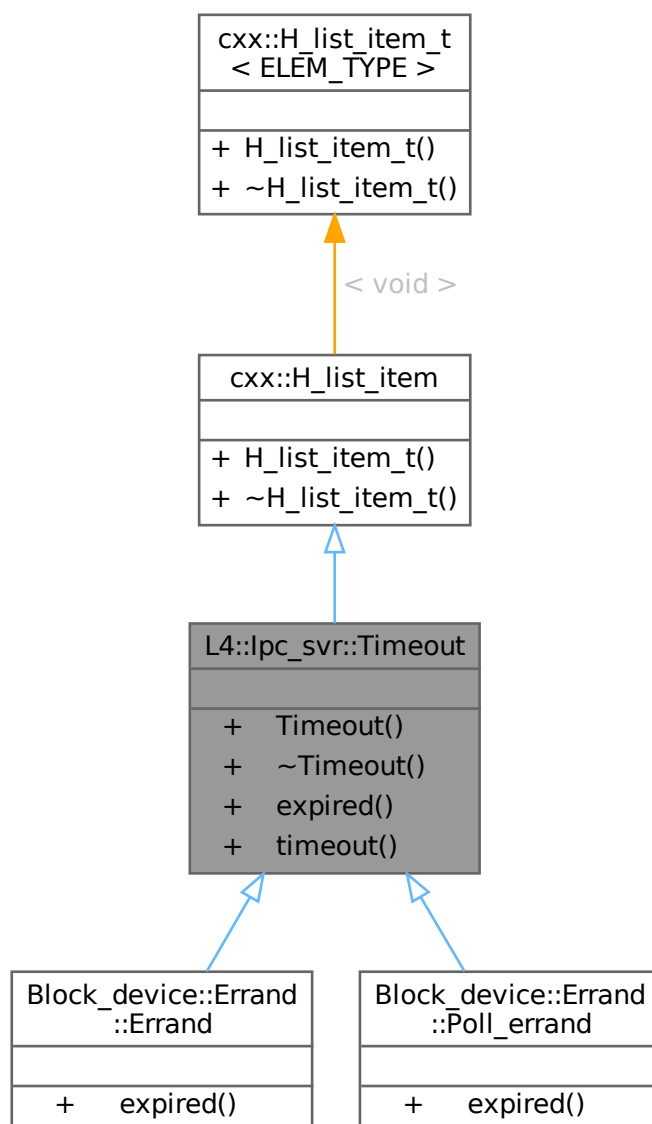 cxx::H_list_item_t
< ELEM_TYPE >
+ H_list_item_t()
+ ~H_list_item_t()
< void >
cxx::H_list_item
+ H_list_item_t()
+ ~H_list_item_t()
L4::Ipc_svr::Timeout
+ Timeout()
+ ~Timeout()
+ expired()
+ timeout()
Block_device::Errand
::Errand
+ expired()
Block_device::Errand
::Poll_errand
+ expired()